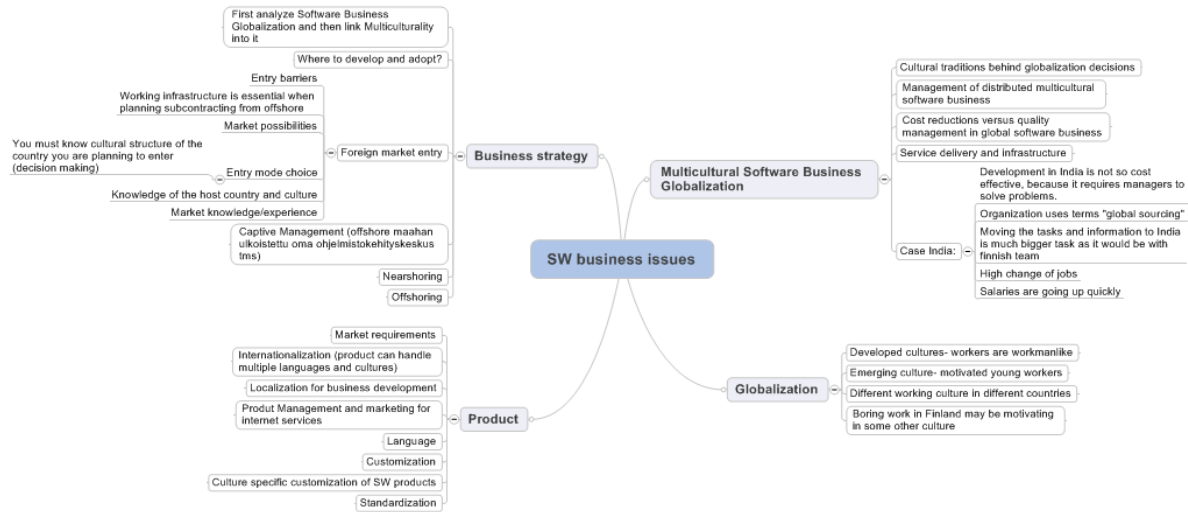 First analyze Software Business
Globalization and then link Multiculturality
into it
Where to develop and adopt?
Entry barriers
Working infrastructure is essential when
planning subcontracting from offshore
Market possibilities
You must know cultural structure of the
country you are planning to enter
(decision making)
Entry mode choice
Knowledge of the host country and culture
Market knowledge/experience
Foreign market entry
Business strategy
Captive Management (offshore maahan
ulkoistettu oma ohjelmistokehityskeskus
tms)
Nearshoring
Offshoring
SW business issues
Market requirements
Internationalization (product can handle
multiple languages and cultures)
Localization for business development
Produt Management and marketing for
internet services
Product
Language
Customization
Culture specific customization of SW products
Standardization
Multicultural Software Business
Globalization
Cultural traditions behind globalization decisions
Management of distributed multicultural
software business
Cost reductions versus quality
management in global software business
Service delivery and infrastructure
Case India:
Development in India is not so cost
effective, because it requires managers to
solve problems.
Organization uses terms "global sourcing"
Moving the tasks and information to India
is much bigger task as it would be with
finnish team
High change of jobs
Salaries are going up quickly
Globalization
Developed cultures- workers are workmanlike
Emerging culture- motivated young workers
Different working culture in different countries
Boring work in Finland may be motivating
in some other culture